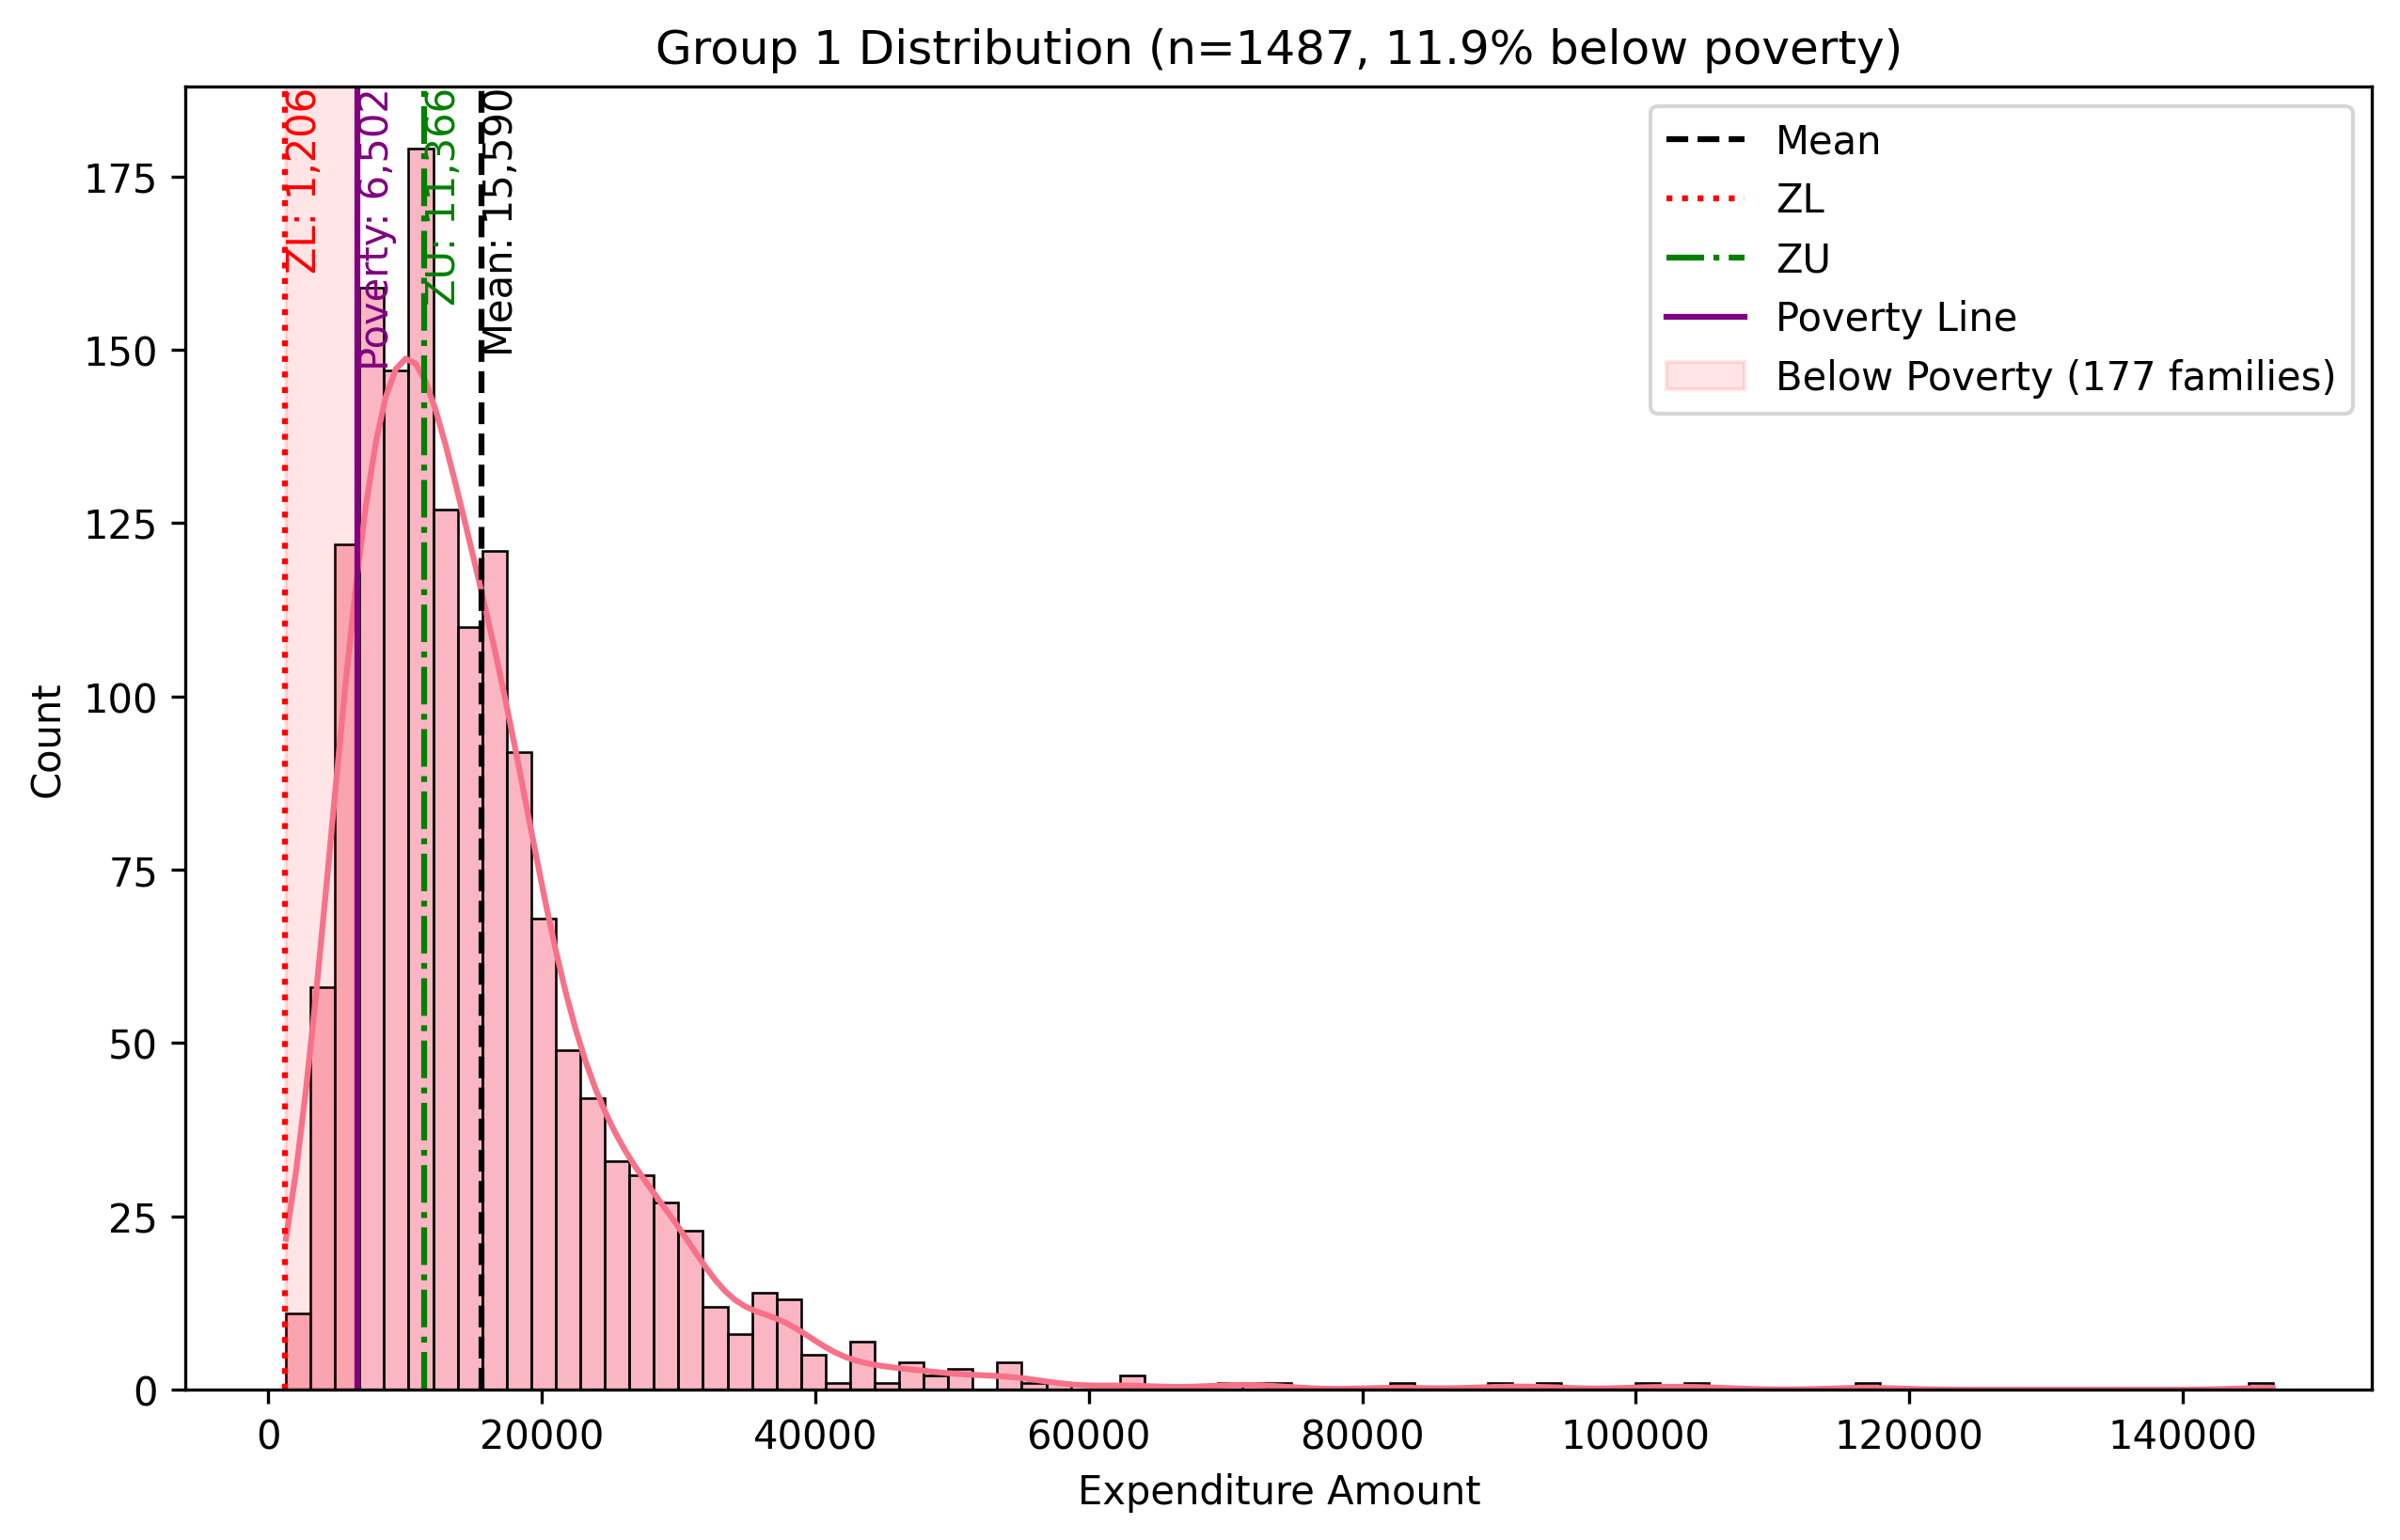 Group 1 Distribution (n=1487, 11.9% below poverty)
ZL: 1,206
Poverty: 6,502
ZU: 11,366
Mean: 15,590
Mean
ZL
ZU
Poverty Line
Below Poverty (177 families)
175
150
125
100
75
50
25
0
Count
0
20000
40000
60000
80000
100000
120000
140000
Expenditure Amount